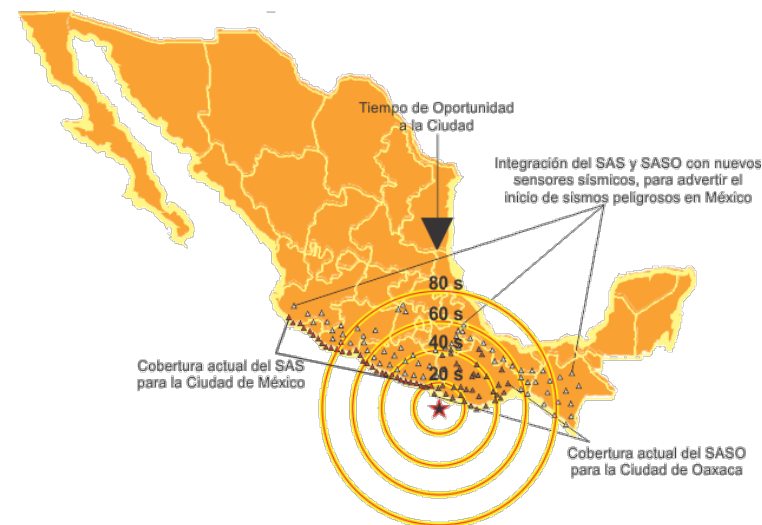 Tiempo de Oportunidad
a la Ciudad
Integración del SAS y SASO con nuevos
sensores sísmicos, para advertir el
inicio de sismos peligrosos en México
80 s
60 s
40 s
20 s
Cobertura actual del SAS
para la Ciudad de México
Cobertura actual del SASO
para la Ciudad de Oaxaca